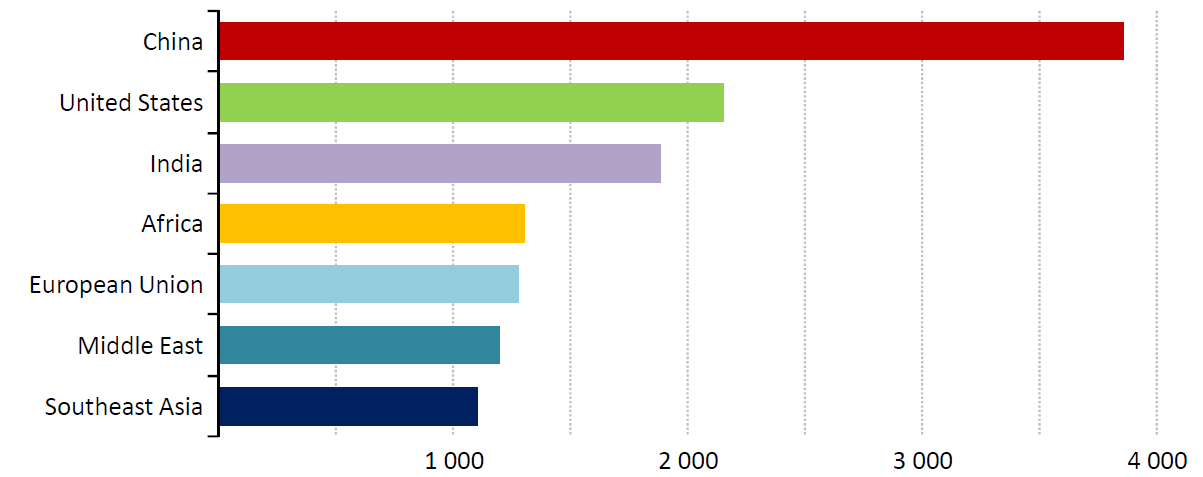 China
United States
India
Africa
European Union
Middle East
Southeast Asia
1 000 2 000 3 000 4 000